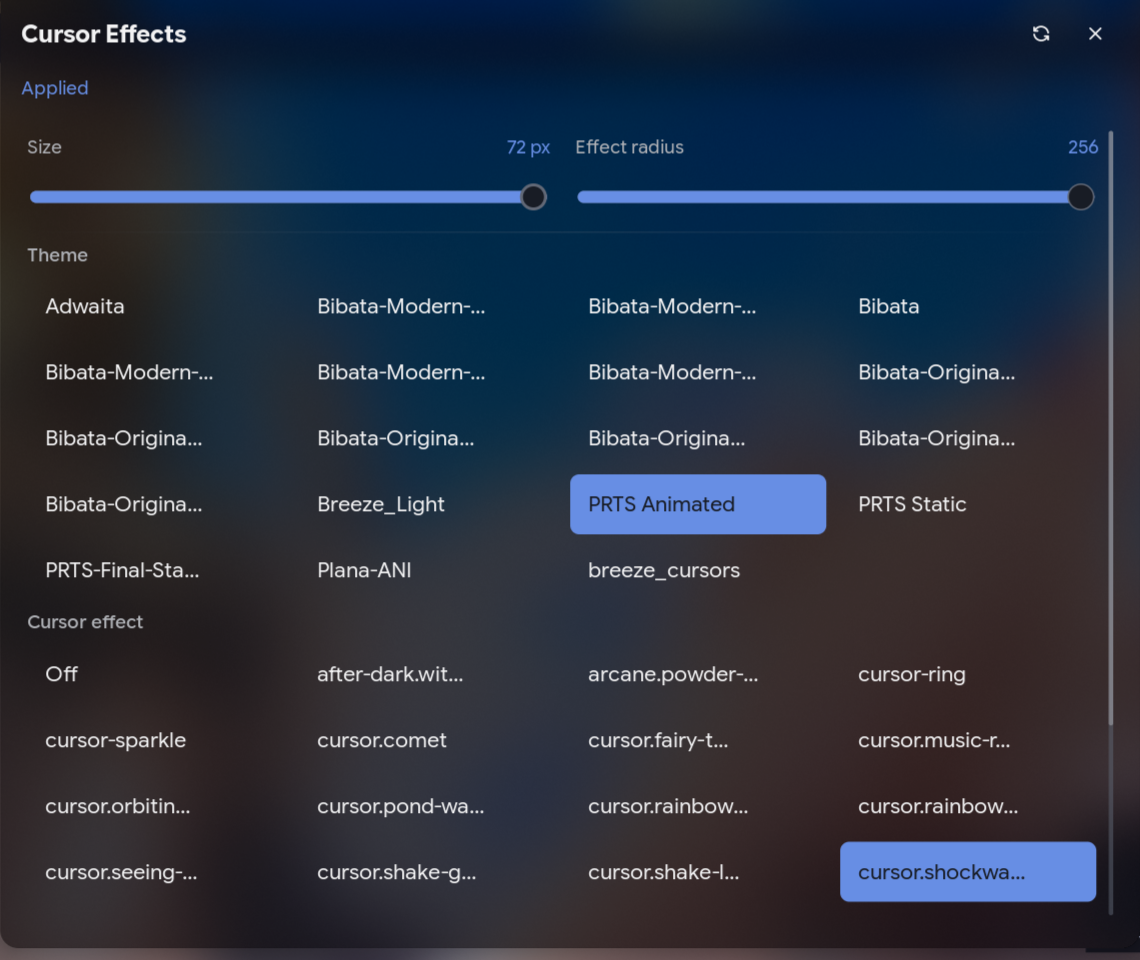 Cursor Effects
Applied
Size 72 px Effect radius 256
Theme
Adwaita Bibata-Modern-... Bibata-Modern-... Bibata
Bibata-Modern-... Bibata-Modern-... Bibata-Modern-... Bibata-Origina...
Bibata-Origina... Bibata-Origina... Bibata-Origina... Bibata-Origina...
Bibata-Origina... Breeze_Light PRTS Animated PRTS Static
PRTS-Final-Sta... Plana-ANI breeze_cursors
Cursor effect
Off after-dark.wit... arcane.powder-... cursor-ring
cursor-sparkle cursor.comet cursor.fairy-t... cursor.music-r...
cursor.orbitin... cursor.pond-wa... cursor.rainbow... cursor.rainbow...
cursor.seeing-... cursor.shake-g... cursor.shake-l... cursor.shockwa...